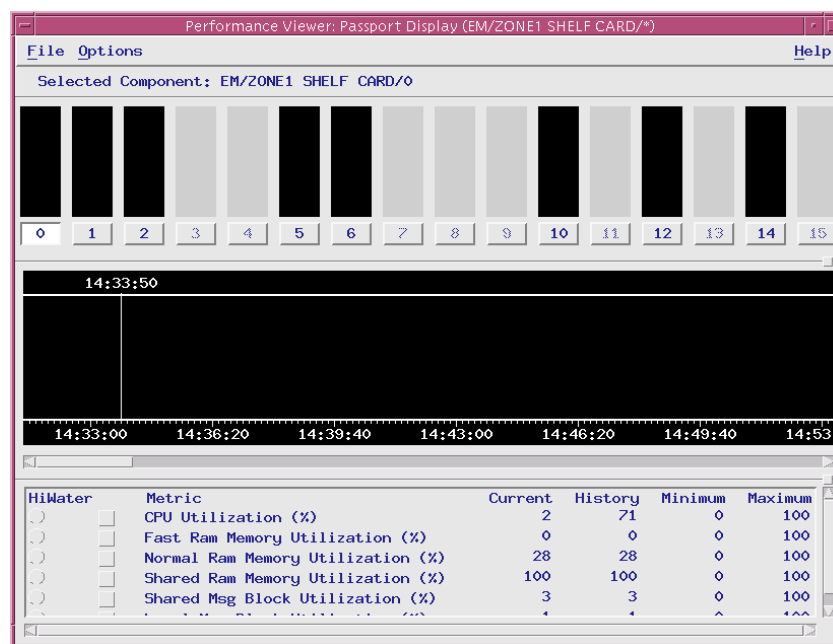 Performance Viewer: Passport Display (EM/ZONE1 SHELF CARD/*)
File Options Help
Selected Component: EM/ZONE1 SHELF CARD/0
0 1 2 3 4 5 6 7 8 9 10 11 12 13 14 15
14:33:50
14:33:00 14:36:20 14:39:40 14:43:00 14:46:20 14:49:40 14:53
HiWater Metric Current History Minimum Maximum
CPU Utilization (%) 2 71 0 100
Fast Ram Memory Utilization (%) 0 0 0 100
Normal Ram Memory Utilization (%) 28 28 0 100
Shared Ram Memory Utilization (%) 100 100 0 100
Shared Msg Block Utilization (%) 3 3 0 100